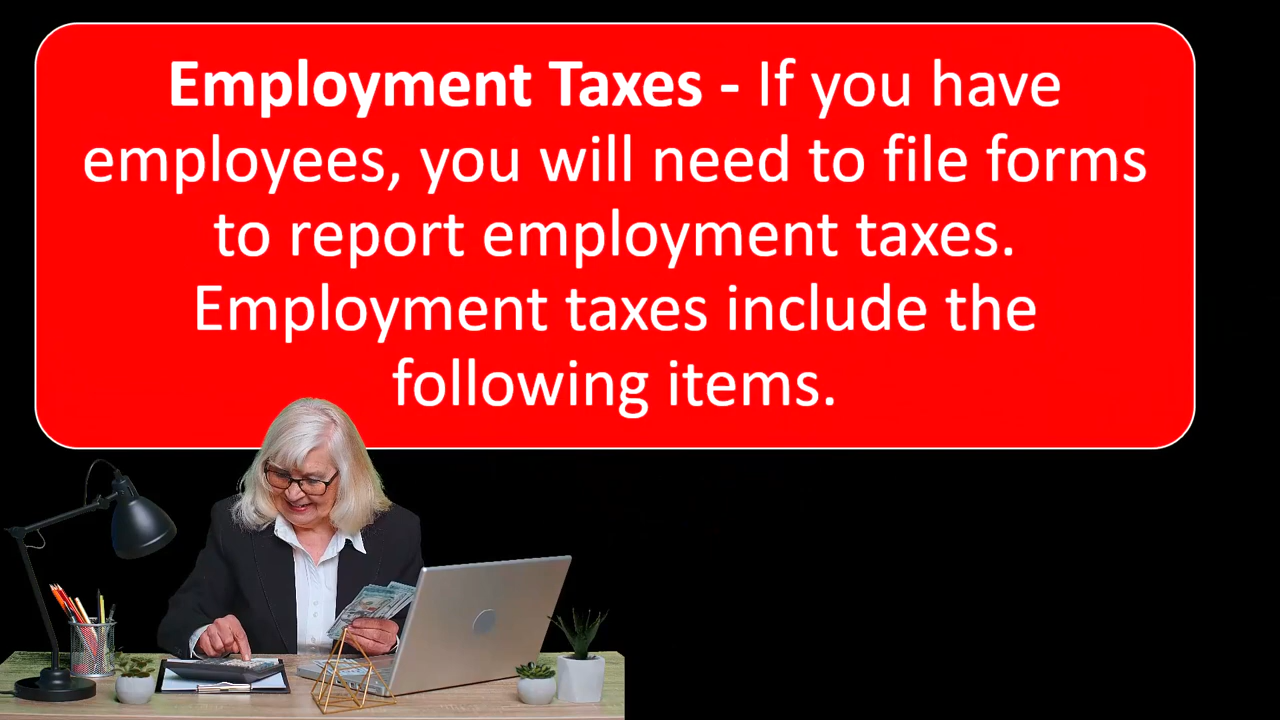 Employment Taxes - If you have
employees, you will need to file forms
to report employment taxes.
Employment taxes include the
following items.